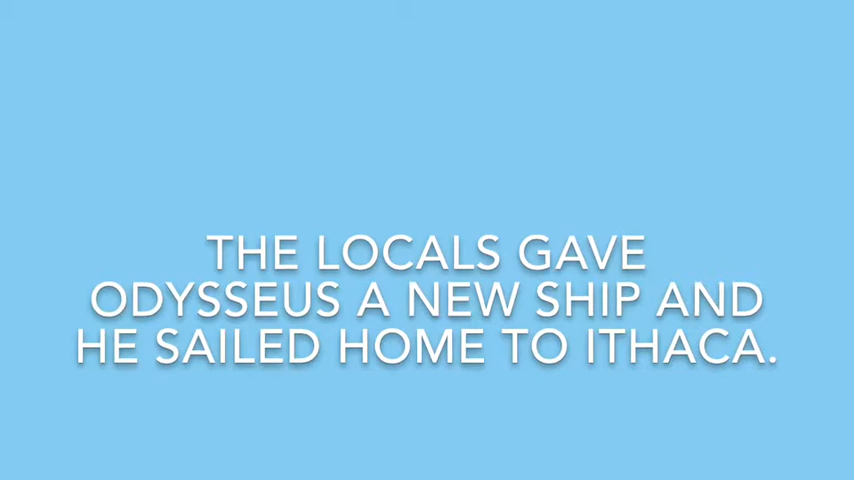 THE LOCALS GAVE
ODYSSEUS A NEW SHIP AND
HE SAILED HOME TO ITHACA.